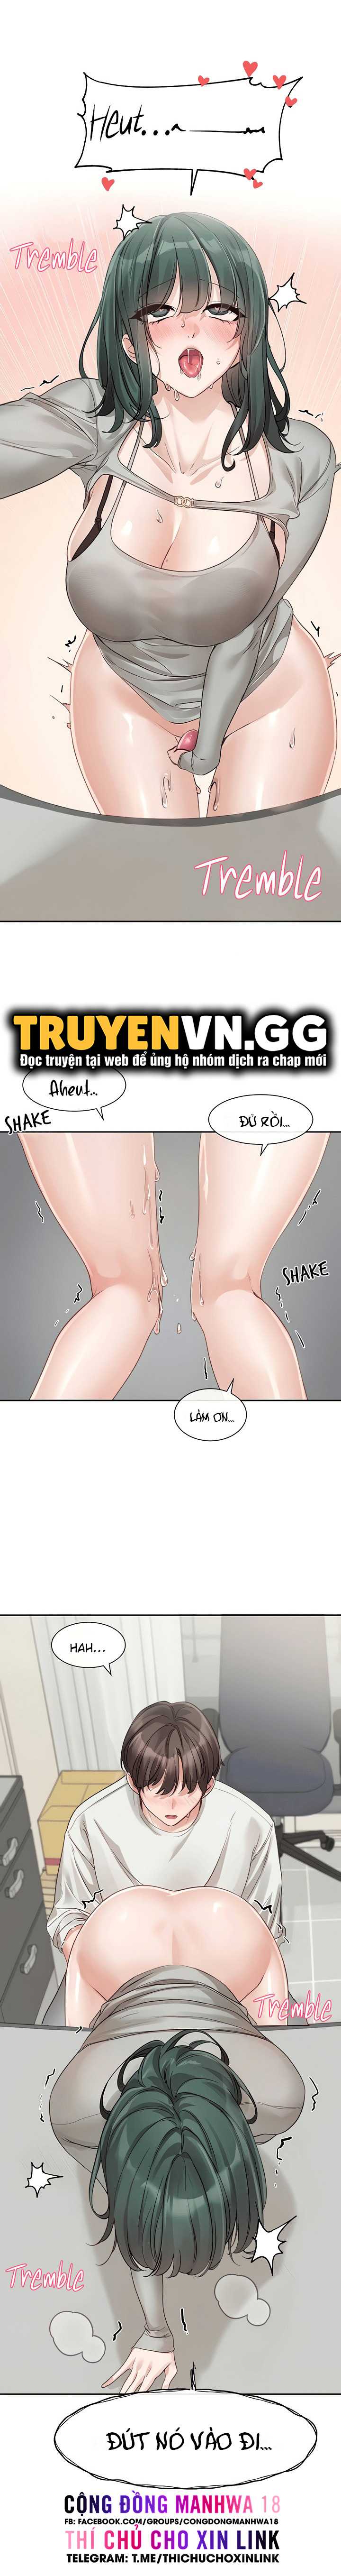 Heut...
Tremble
Tremble
TRUYENVN.GG
Đọc truyện tại web để ủng hộ nhóm dịch ra chap mới
Aheut...
SHAKE
ĐỦ RỒI...
SHAKE
LÀM ƠN...
HAH...
Tremble
Tremble
ĐÚT NÓ VÀO ĐI...
CỘNG ĐỒNG MANHWA 18
FB: FACEBOOK.COM/GROUPS/CONGDONGMANHWA18
THÍ CHỦ CHO XIN LINK
TELEGRAM: T.ME/THICHUCHOXINLINK